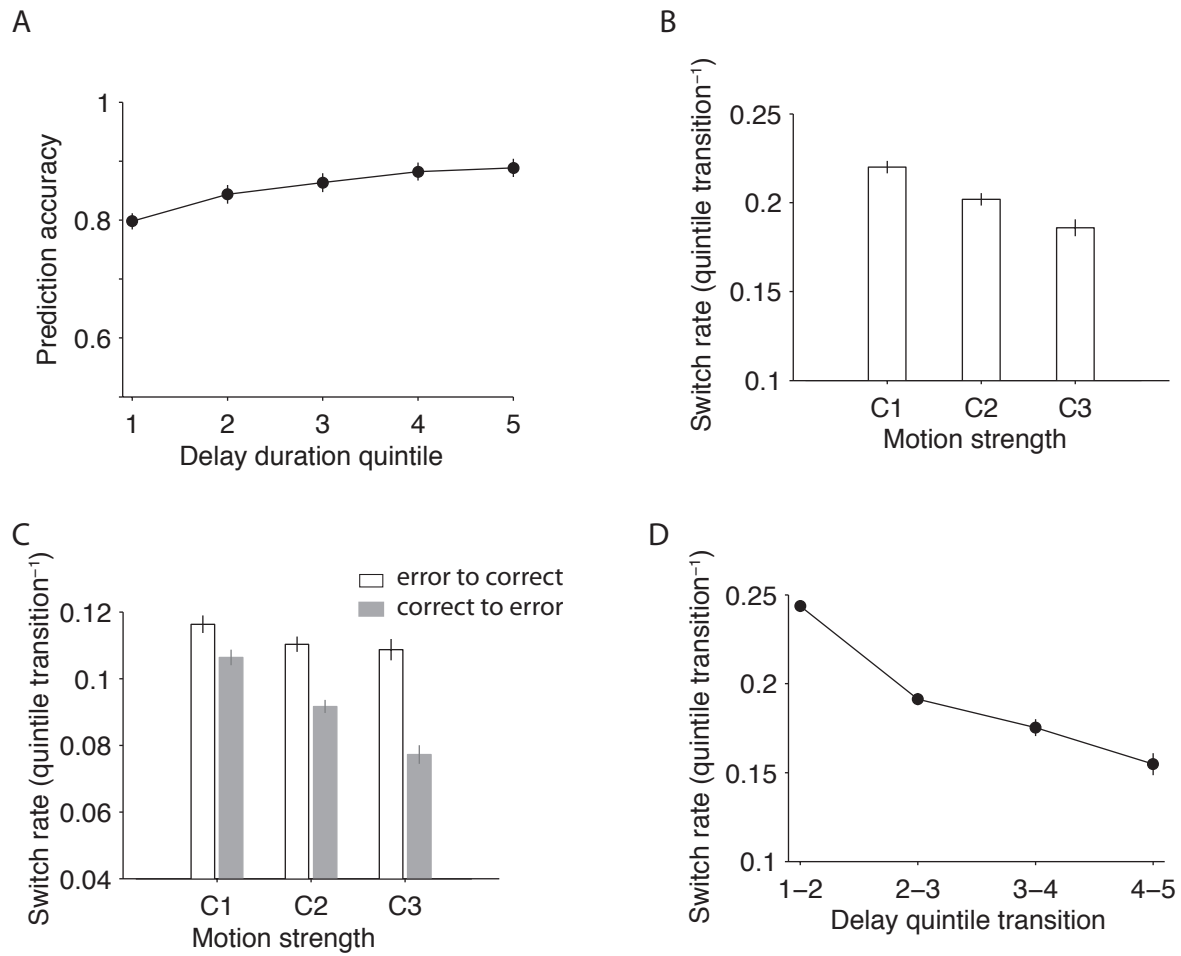 A
1
0.8
0.6
Prediction accuracy
1 2 3 4 5
Delay duration quintile
B
0.25
0.2
0.15
0.1
Switch rate (quintile transition⁻¹)
C1 C2 C3
Motion strength
C
error to correct
correct to error
0.12
0.1
0.08
0.06
0.04
Switch rate (quintile transition⁻¹)
C1 C2 C3
Motion strength
D
0.25
0.2
0.15
0.1
Switch rate (quintile transition⁻¹)
1–2 2–3 3–4 4–5
Delay quintile transition